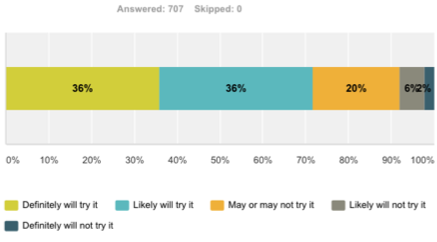 Answered: 707 Skipped: 0
36% 36% 20% 6% 2%
0% 10% 20% 30% 40% 50% 60% 70% 80% 90% 100%
Definitely will try it Likely will try it May or may not try it Likely will not try it
Definitely will not try it